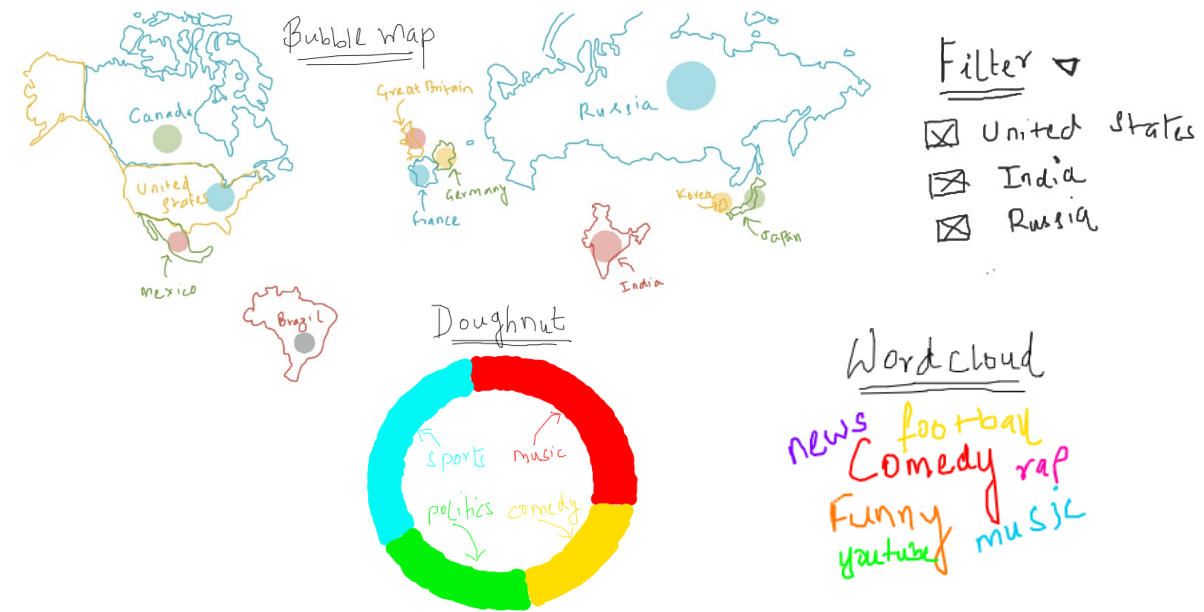 Bubble map
Canada
United
States
mexico
Brazil
Great Britain
Germany
france
Russia
Korea
Japan
India
Filter
United States
India
Russia
Doughnut
sports
music
politics
comedy
Wordcloud
news
football
Comedy
rap
Funny
music
youtube